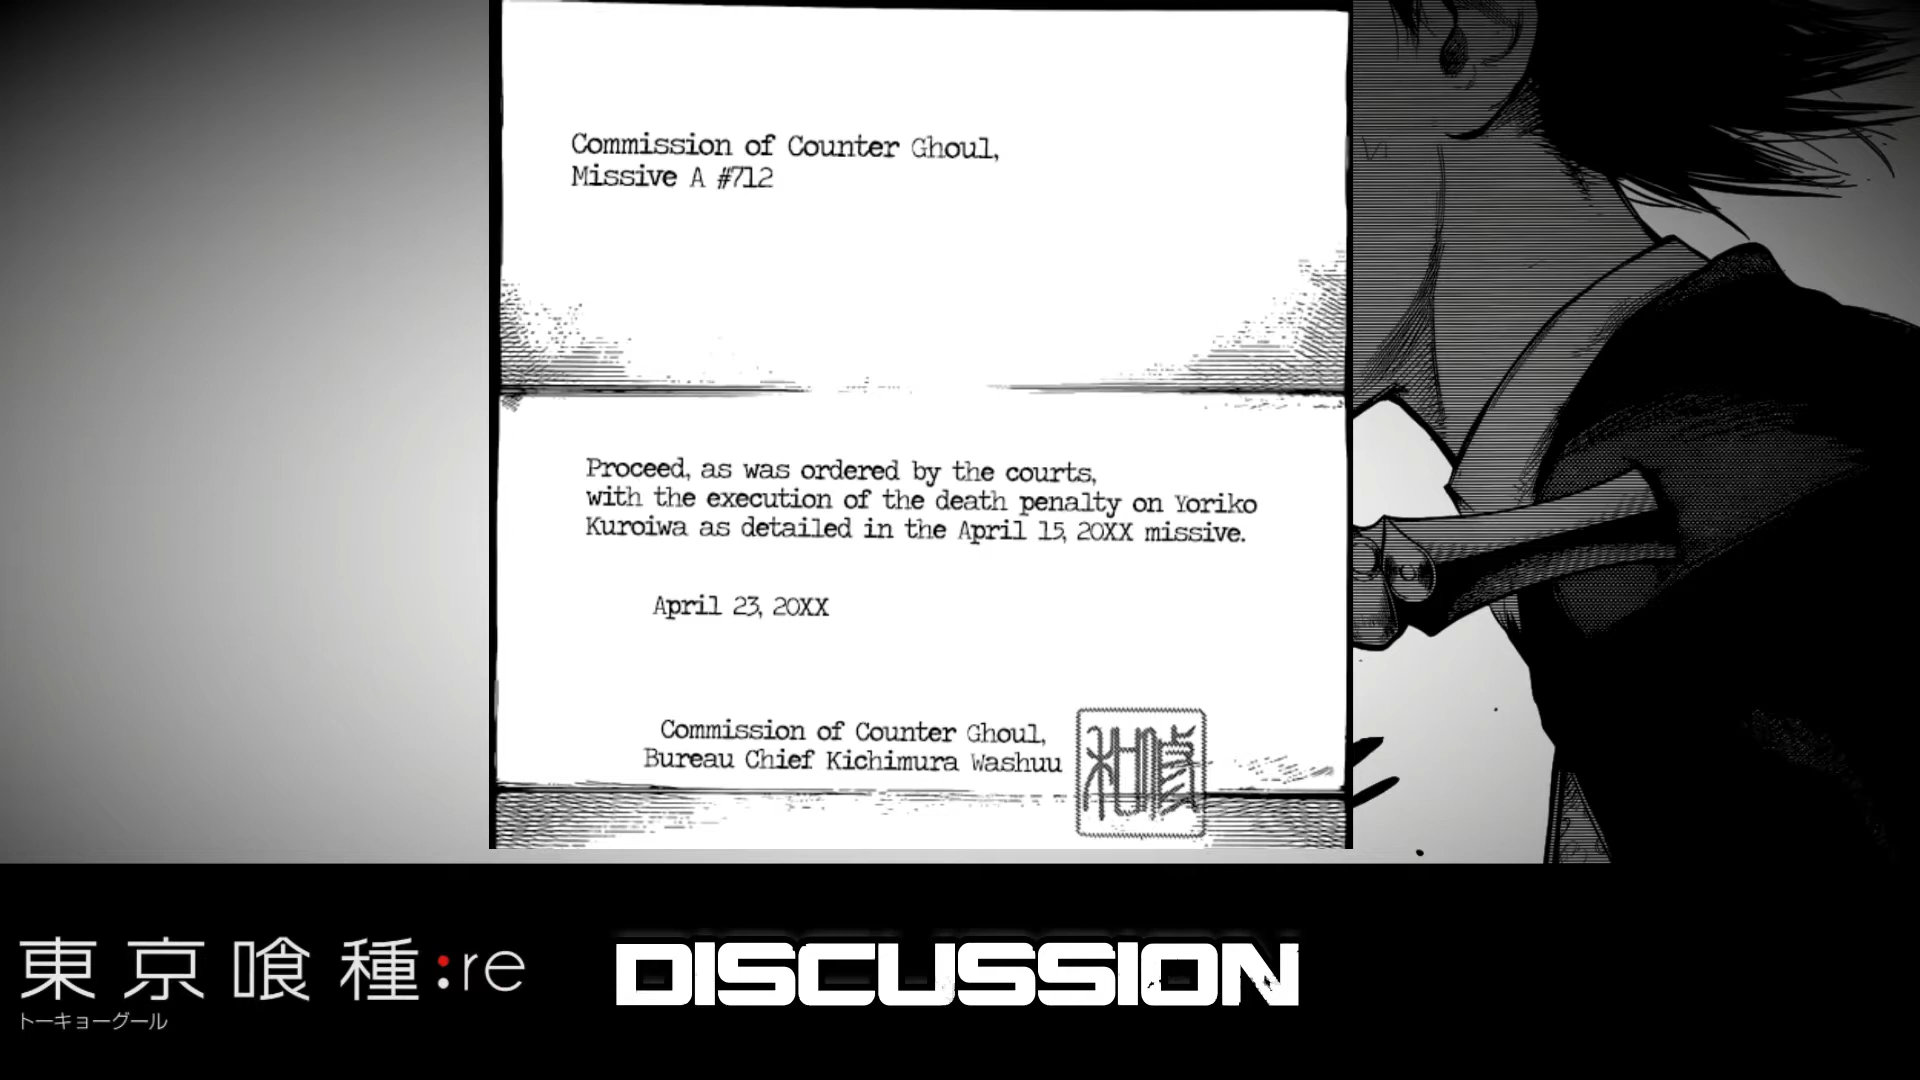 Commission of Counter Ghoul,
Missive A #712
Proceed, as was ordered by the courts,
with the execution of the death penalty on Yoriko
Kuroiwa as detailed in the April 15, 20XX missive.
April 23, 20XX
Commission of Counter Ghoul,
Bureau Chief Kichimura Washuu
和修
東京喰種:re
トーキョーグール
DISCUSSION